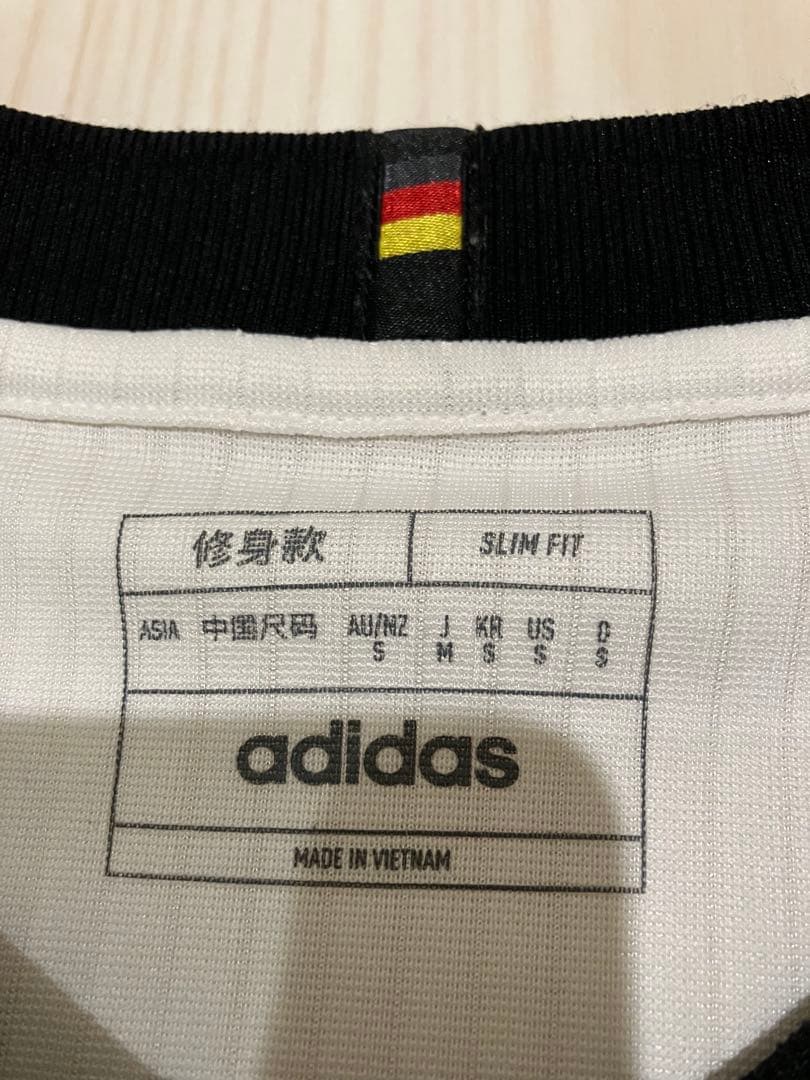 修身款 SLIM FIT
ASIA 中国尺码 AU/NZ J KR US D
S M S S S
adidas
MADE IN VIETNAM